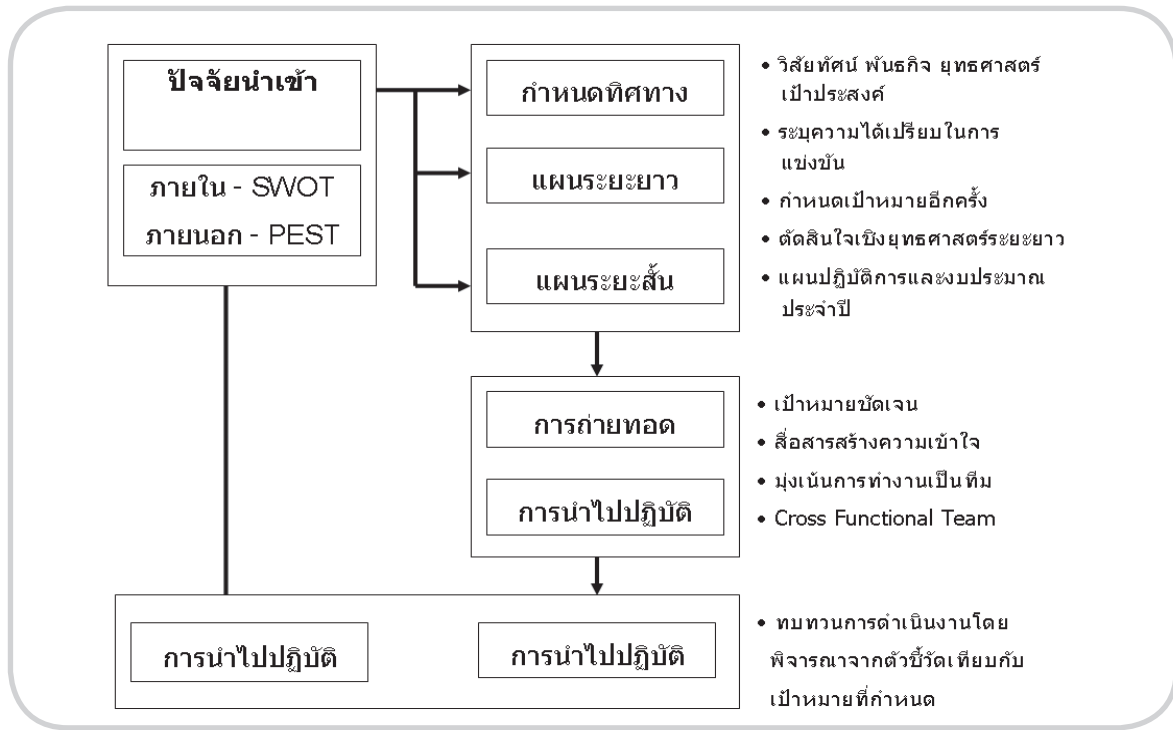 ปัจจัยนำเข้า
ภายใน - SWOT
ภายนอก - PEST
กำหนดทิศทาง
แผนระยะยาว
แผนระยะสั้น
• วิสัยทัศน์ พันธกิจ ยุทธศาสตร์
เป้าประสงค์
• ระบุความได้เปรียบในการ
แข่งขัน
• กำหนดเป้าหมายอีกครั้ง
• ตัดสินใจเชิงยุทธศาสตร์ระยะยาว
• แผนปฏิบัติการและงบประมาณ
ประจำปี
การถ่ายทอด
การนำไปปฏิบัติ
• เป้าหมายชัดเจน
• สื่อสารสร้างความเข้าใจ
• มุ่งเน้นการทำงานเป็นทีม
• Cross Functional Team
การนำไปปฏิบัติ
การนำไปปฏิบัติ
• ทบทวนการดำเนินงานโดย
พิจารณาจากตัวชี้วัดเทียบกับ
เป้าหมายที่กำหนด